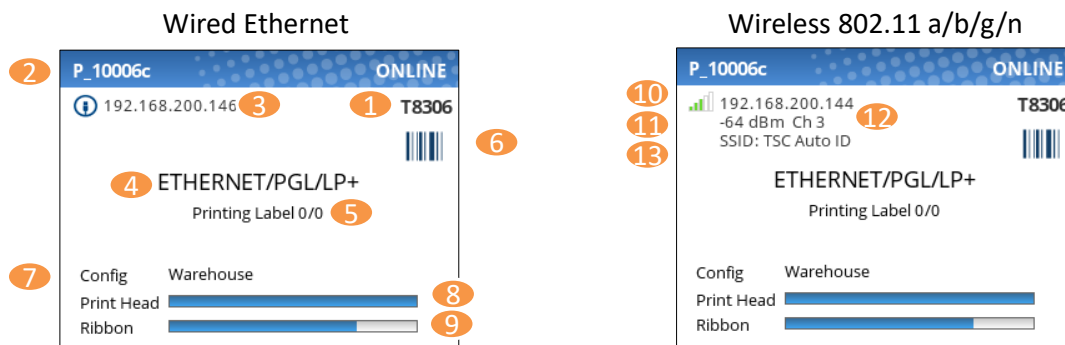 Wired Ethernet
2 P_10006c ONLINE
192.168.200.146 3 1 T8306
6
4 ETHERNET/PGL/LP+
Printing Label 0/0 5
7 Config Warehouse
Print Head 8
Ribbon 9
Wireless 802.11 a/b/g/n
P_10006c ONLINE
10 192.168.200.144 T8306
11 -64 dBm Ch 3 12
13 SSID: TSC Auto ID
ETHERNET/PGL/LP+
Printing Label 0/0
Config Warehouse
Print Head
Ribbon